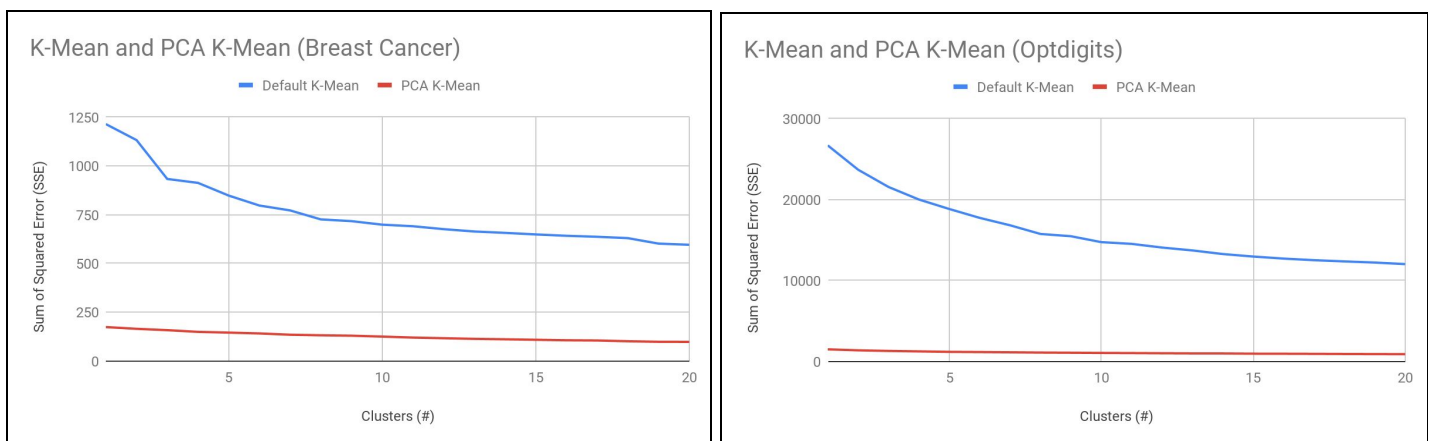 K-Mean and PCA K-Mean (Breast Cancer)
Default K-Mean PCA K-Mean
Sum of Squared Error (SSE)
1250
1000
750
500
250
0
5 10 15 20
Clusters (#)
K-Mean and PCA K-Mean (Optdigits)
Default K-Mean PCA K-Mean
Sum of Squared Error (SSE)
30000
20000
10000
0
5 10 15 20
Clusters (#)